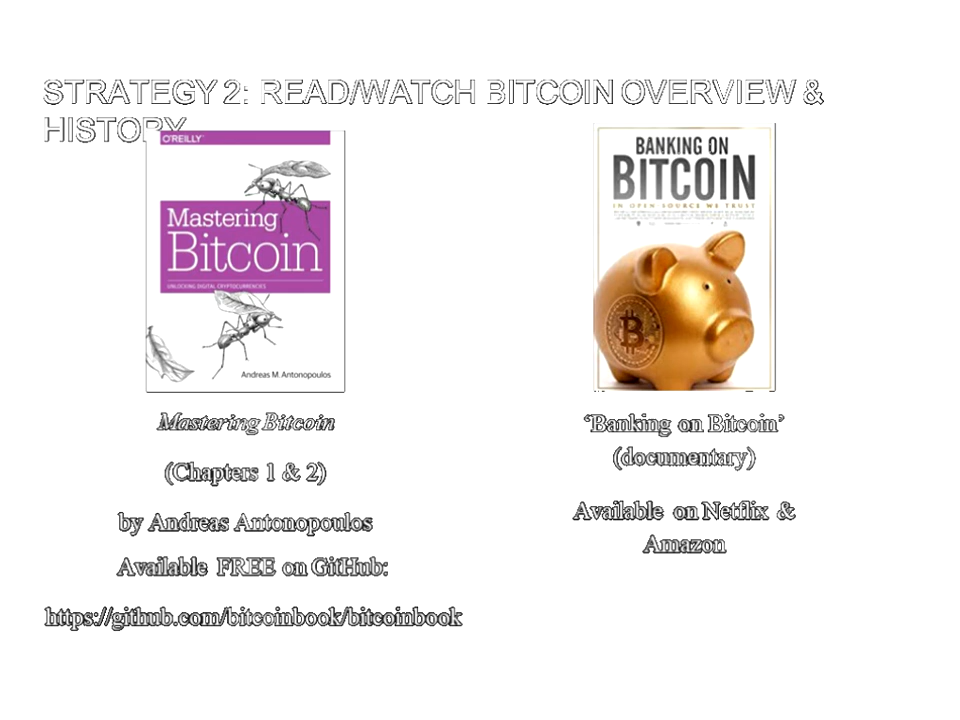 STRATEGY 2: READ/WATCH BITCOIN OVERVIEW &
HISTORY
O'REILLY
Mastering
Bitcoin
UNLOCKING DIGITAL CRYPTOCURRENCIES
Andreas M. Antonopoulos
Mastering Bitcoin
(Chapters 1 & 2)
by Andreas Antonopoulos
Available FREE on GitHub:
https://github.com/bitcoinbook/bitcoinbook
BANKING ON
BITCOIN
IN OPEN SOURCE WE TRUST
‘Banking on Bitcoin’
(documentary)
Available on Netflix &
Amazon